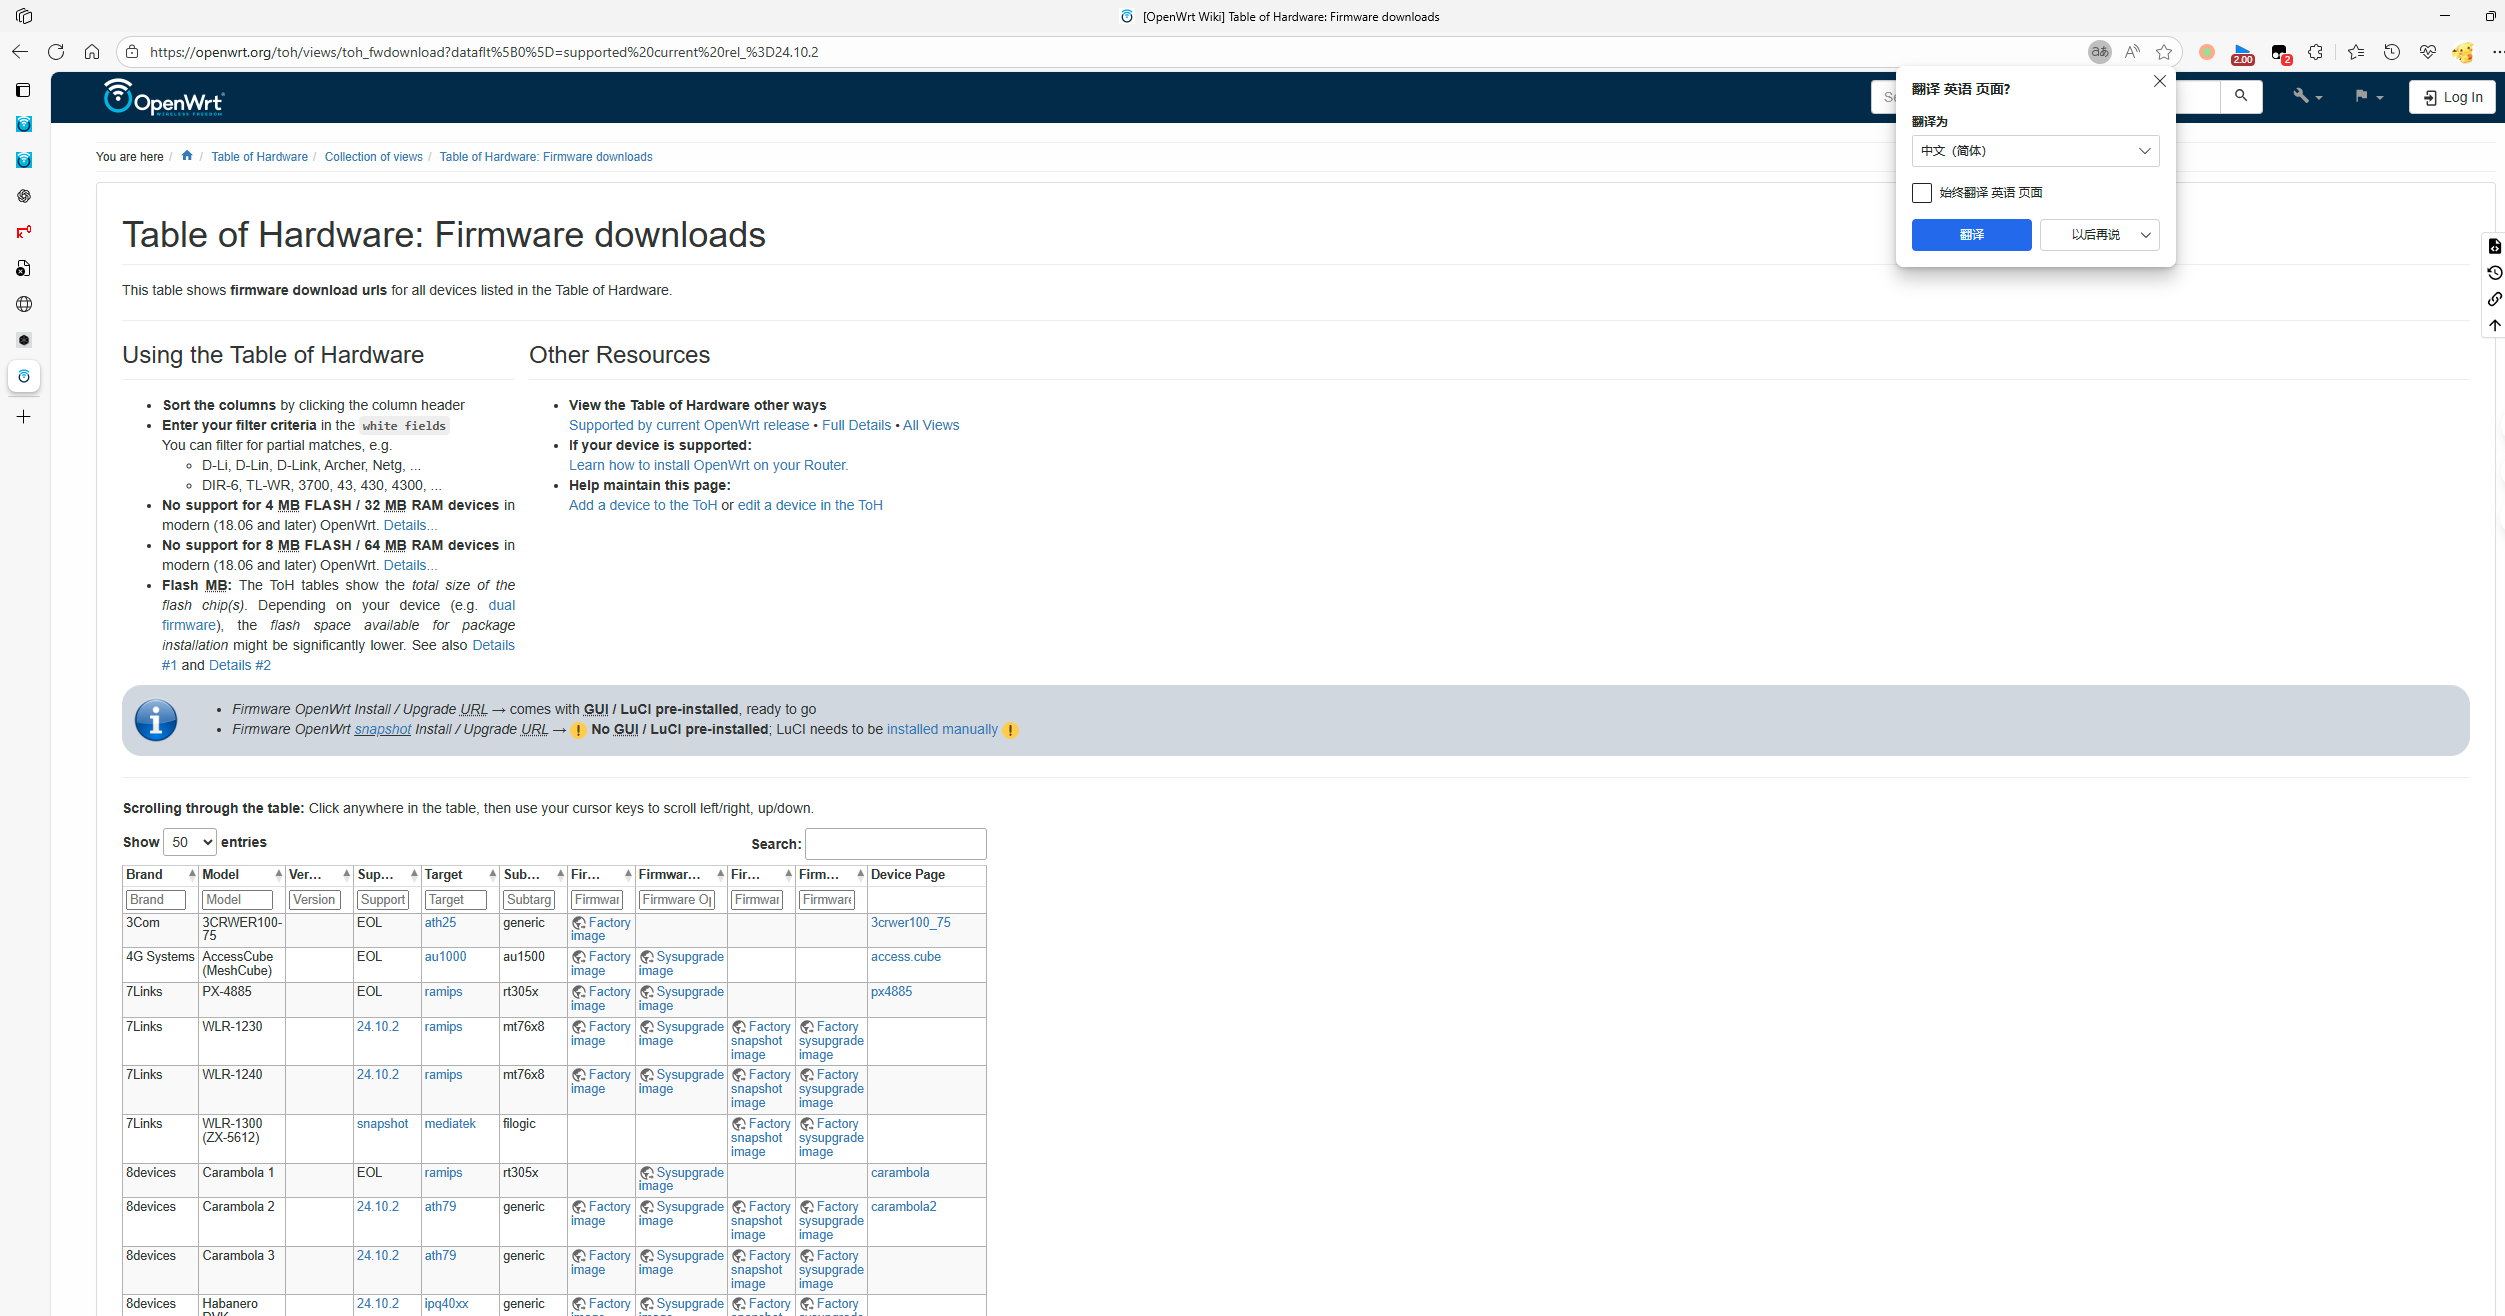 [OpenWrt Wiki] Table of Hardware: Firmware downloads
https://openwrt.org/toh/views/toh_fwdownload?dataflt%5B0%5D=supported%20current%20rel_%3D24.10.2
2.00
2
OpenWrt
WIRELESS FREEDOM
Log In
翻译 英语 页面?
翻译为
中文（简体）
始终翻译 英语 页面
翻译
以后再说
You are here / / Table of Hardware / Collection of views / Table of Hardware: Firmware downloads
Table of Hardware: Firmware downloads
This table shows firmware download urls for all devices listed in the Table of Hardware.
Using the Table of Hardware
Sort the columns by clicking the column header
Enter your filter criteria in the white fields
You can filter for partial matches, e.g.
D-Li, D-Lin, D-Link, Archer, Netg, ...
DIR-6, TL-WR, 3700, 43, 430, 4300, ...
No support for 4 MB FLASH / 32 MB RAM devices in
modern (18.06 and later) OpenWrt. Details...
No support for 8 MB FLASH / 64 MB RAM devices in
modern (18.06 and later) OpenWrt. Details...
Flash MB: The ToH tables show the total size of the
flash chip(s). Depending on your device (e.g. dual
firmware), the flash space available for package
installation might be significantly lower. See also Details
#1 and Details #2
Other Resources
View the Table of Hardware other ways
Supported by current OpenWrt release • Full Details • All Views
If your device is supported:
Learn how to install OpenWrt on your Router.
Help maintain this page:
Add a device to the ToH or edit a device in the ToH
Firmware OpenWrt Install / Upgrade URL → comes with GUI / LuCI pre-installed, ready to go
Firmware OpenWrt snapshot Install / Upgrade URL → No GUI / LuCI pre-installed; LuCI needs to be installed manually
Scrolling through the table: Click anywhere in the table, then use your cursor keys to scroll left/right, up/down.
Show 50 entries
Search:
Brand Model Ver... Sup... Target Sub... Fir... Firmwar... Fir... Firm... Device Page
Brand Model Version Support Target Subtarg Firmwar Firmware Op Firmwar Firmware
3Com 3CRWER100-75 EOL ath25 generic Factory image 3crwer100_75
4G Systems AccessCube (MeshCube) EOL au1000 au1500 Factory image Sysupgrade image access.cube
7Links PX-4885 EOL ramips rt305x Factory image Sysupgrade image px4885
7Links WLR-1230 24.10.2 ramips mt76x8 Factory image Sysupgrade image Factory snapshot image Factory sysupgrade image
7Links WLR-1240 24.10.2 ramips mt76x8 Factory image Sysupgrade image Factory snapshot image Factory sysupgrade image
7Links WLR-1300 (ZX-5612) snapshot mediatek filogic Factory snapshot image Factory sysupgrade image
8devices Carambola 1 EOL ramips rt305x Sysupgrade image carambola
8devices Carambola 2 24.10.2 ath79 generic Factory image Sysupgrade image Factory snapshot image Factory sysupgrade image carambola2
8devices Carambola 3 24.10.2 ath79 generic Factory image Sysupgrade image Factory snapshot image Factory sysupgrade image
8devices Habanero 24.10.2 ipq40xx generic Factory Sysupgrade Factory Factory